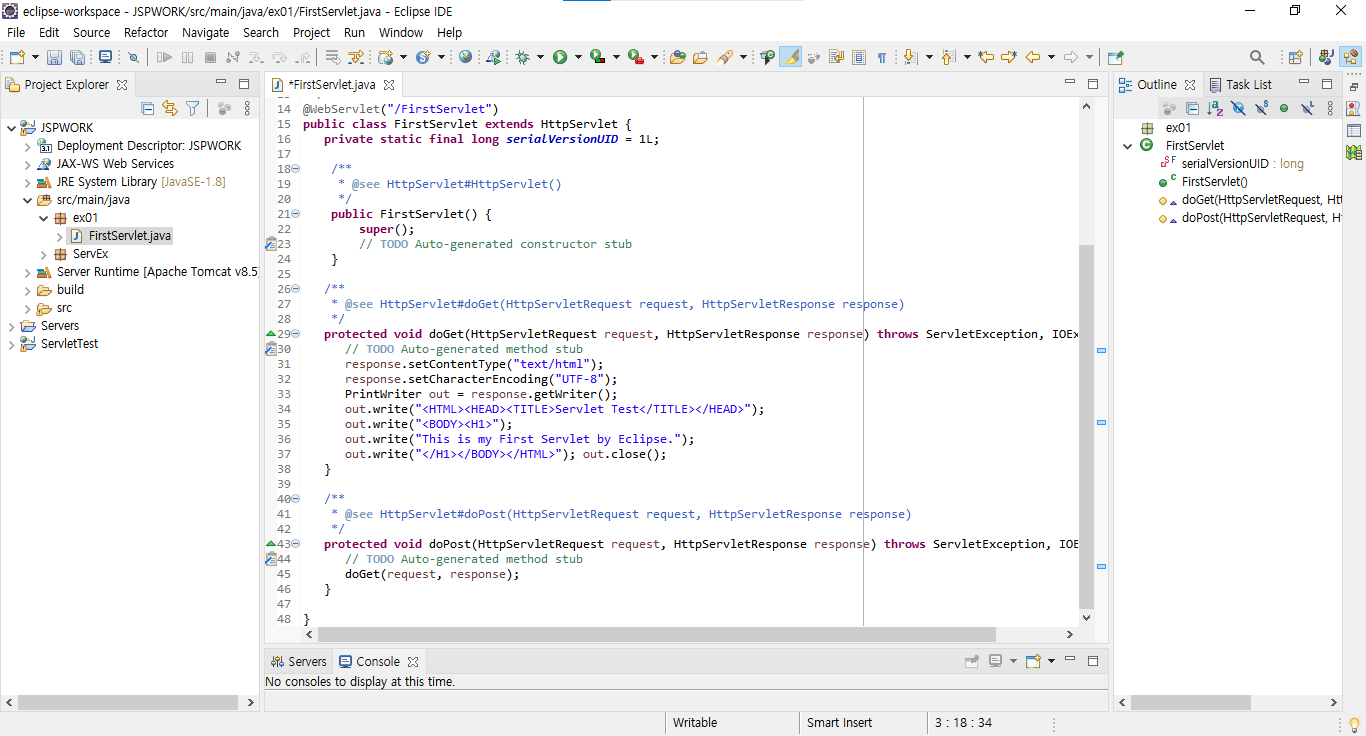 eclipse-workspace - JSPWORK/src/main/java/ex01/FirstServlet.java - Eclipse IDE
File Edit Source Refactor Navigate Search Project Run Window Help
Project Explorer
JSPWORK
Deployment Descriptor: JSPWORK
JAX-WS Web Services
JRE System Library [JavaSE-1.8]
src/main/java
ex01
FirstServlet.java
ServEx
Server Runtime [Apache Tomcat v8.5]
build
src
Servers
ServletTest
*FirstServlet.java
14 @WebServlet("/FirstServlet")
15 public class FirstServlet extends HttpServlet {
16 private static final long serialVersionUID = 1L;
17
18 /**
19 * @see HttpServlet#HttpServlet()
20 */
21 public FirstServlet() {
22 super();
23 // TODO Auto-generated constructor stub
24 }
25
26 /**
27 * @see HttpServlet#doGet(HttpServletRequest request, HttpServletResponse response)
28 */
29 protected void doGet(HttpServletRequest request, HttpServletResponse response) throws ServletException, IOEx
30 // TODO Auto-generated method stub
31 response.setContentType("text/html");
32 response.setCharacterEncoding("UTF-8");
33 PrintWriter out = response.getWriter();
34 out.write("<HTML><HEAD><TITLE>Servlet Test</TITLE></HEAD>");
35 out.write("<BODY><H1>");
36 out.write("This is my First Servlet by Eclipse.");
37 out.write("</H1></BODY></HTML>"); out.close();
38 }
39
40 /**
41 * @see HttpServlet#doPost(HttpServletRequest request, HttpServletResponse response)
42 */
43 protected void doPost(HttpServletRequest request, HttpServletResponse response) throws ServletException, IOE
44 // TODO Auto-generated method stub
45 doGet(request, response);
46 }
47
48 }
Outline Task List
ex01
FirstServlet
serialVersionUID : long
FirstServlet()
doGet(HttpServletRequest, Htt
doPost(HttpServletRequest, H
Servers Console
No consoles to display at this time.
Writable Smart Insert 3 : 18 : 34